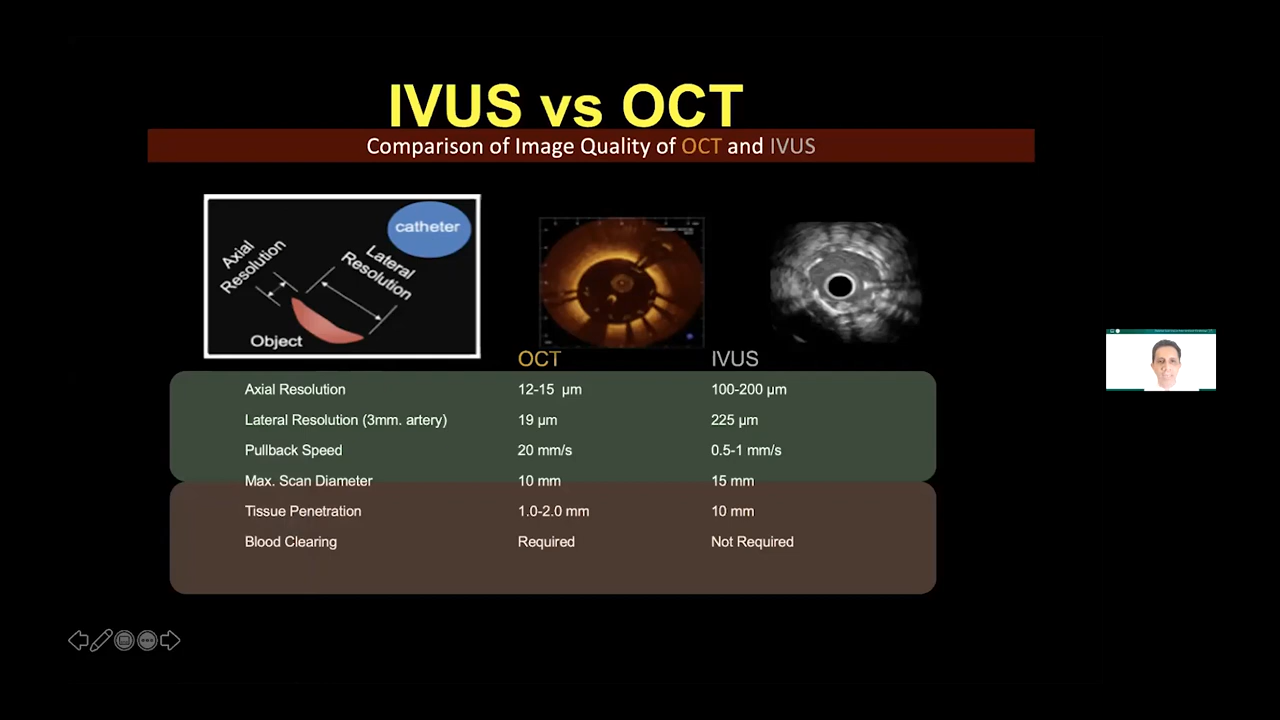 IVUS vs OCT
Comparison of Image Quality of OCT and IVUS
catheter
Axial
Resolution
Lateral
Resolution
Object
OCT IVUS
Axial Resolution 12-15 µm 100-200 µm
Lateral Resolution (3mm. artery) 19 µm 225 µm
Pullback Speed 20 mm/s 0.5-1 mm/s
Max. Scan Diameter 10 mm 15 mm
Tissue Penetration 1.0-2.0 mm 10 mm
Blood Clearing Required Not Required